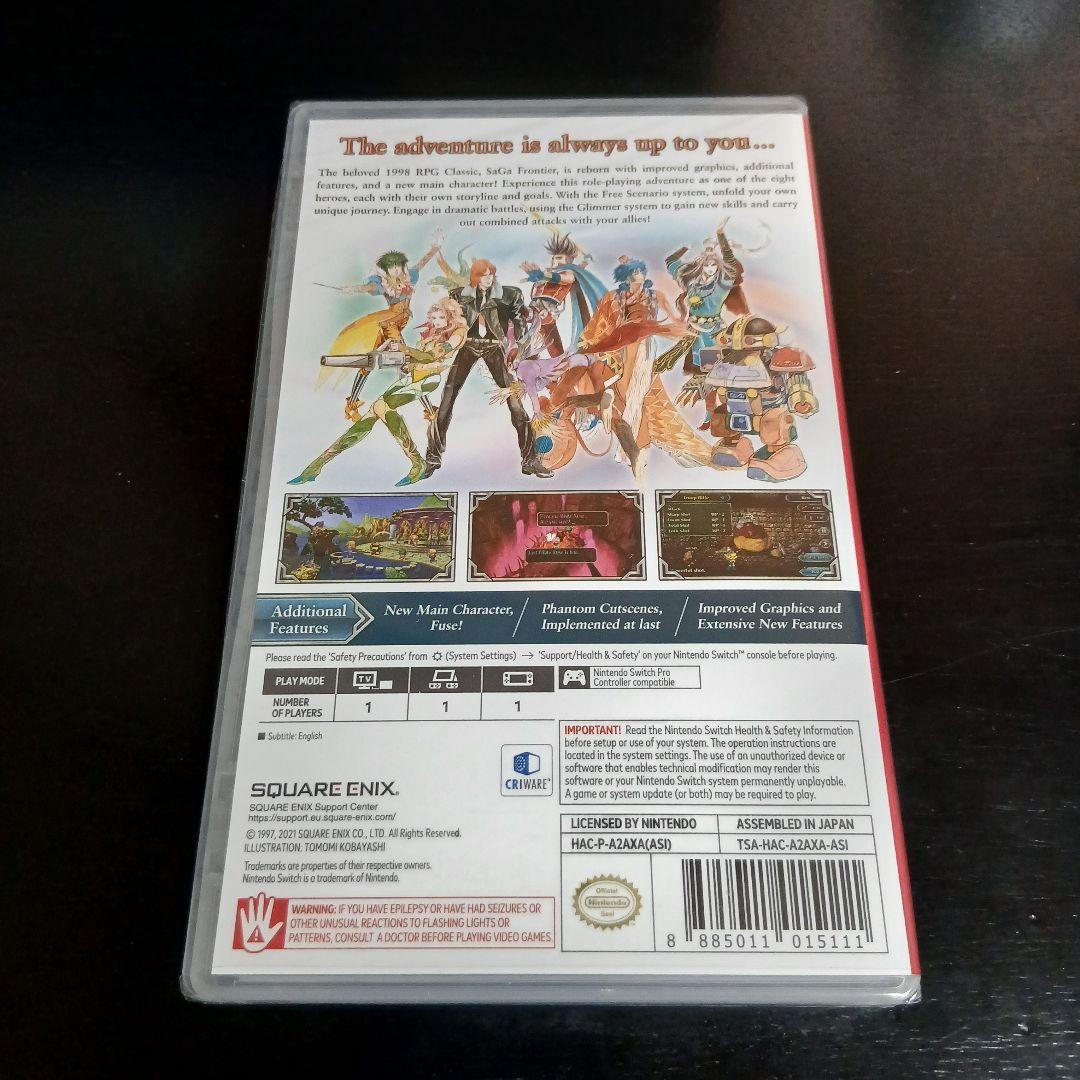 The adventure is always up to you...
The beloved 1998 RPG Classic, SaGa Frontier, is reborn with improved graphics, additional
features, and a new main character! Experience this role-playing adventure as one of the eight
heroes, each with their own storyline and goals. With the Free Scenario system, unfold your own
unique journey. Engage in dramatic battles, using the Glimmer system to gain new skills and carry
out combined attacks with your allies!
Additional
Features
New Main Character,
Fuse!
Phantom Cutscenes,
Implemented at last
Improved Graphics and
Extensive New Features
Please read the 'Safety Precautions' from (System Settings) → 'Support/Health & Safety' on your Nintendo Switch™ console before playing.
PLAY MODE
TV
Nintendo Switch Pro
Controller compatible
NUMBER
OF PLAYERS
1
1
1
Subtitle: English
CRIWARE™
IMPORTANT! Read the Nintendo Switch Health & Safety Information
before setup or use of your system. The operation instructions are
located in the system settings. The use of an unauthorized device or
software that enables technical modification may render this
software or your Nintendo Switch system permanently unplayable.
A game or system update (or both) may be required to play.
SQUARE ENIX®
SQUARE ENIX Support Center
https://support.eu.square-enix.com/
© 1997, 2021 SQUARE ENIX CO., LTD. All Rights Reserved.
ILLUSTRATION: TOMOMI KOBAYASHI
Trademarks are properties of their respective owners.
Nintendo Switch is a trademark of Nintendo.
LICENSED BY NINTENDO
ASSEMBLED IN JAPAN
HAC-P-A2AXA(ASI)
TSA-HAC-A2AXA-ASI
WARNING: IF YOU HAVE EPILEPSY OR HAVE HAD SEIZURES OR
OTHER UNUSUAL REACTIONS TO FLASHING LIGHTS OR
PATTERNS, CONSULT A DOCTOR BEFORE PLAYING VIDEO GAMES
Official
Nintendo
Seal
8 885011 015111